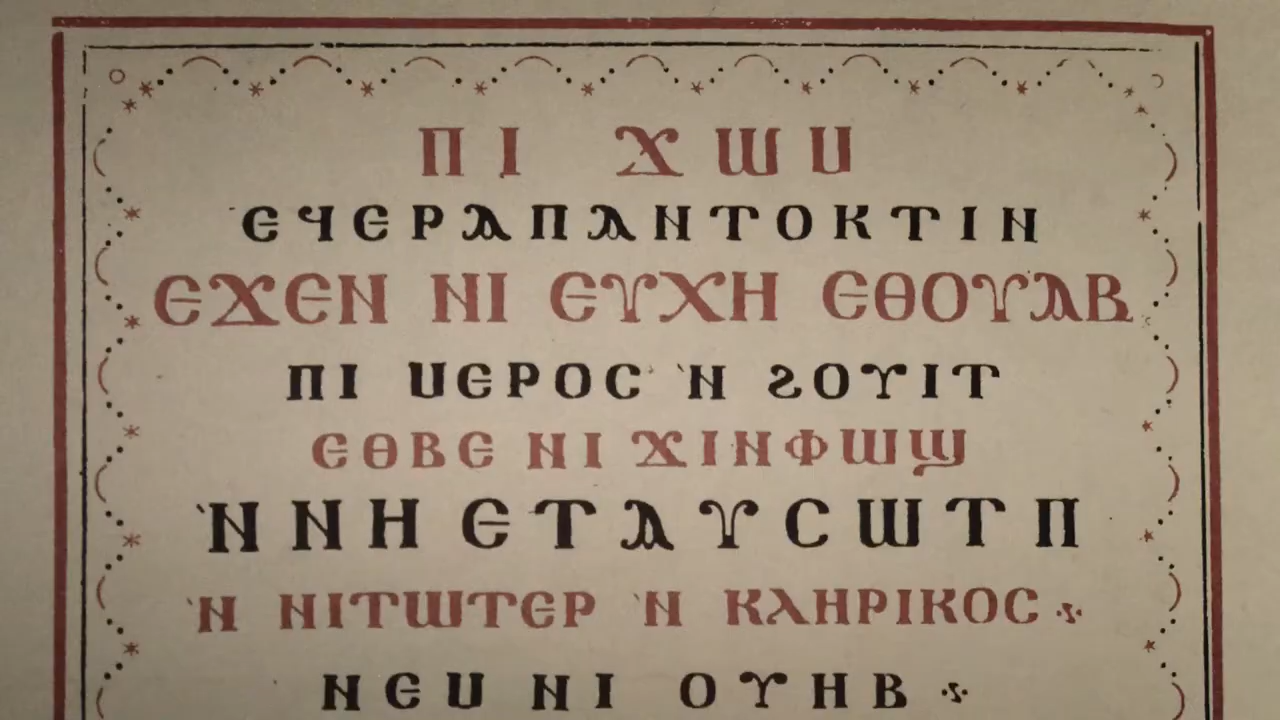 ⲠⲒ ϪⲰⲘ
ⲈϤⲈⲢⲀⲠⲀⲚⲦⲞⲔⲦⲒⲚ
ⲈϪⲈⲚ ⲚⲒ ⲈⲨⲬⲎ ⲈⲐⲞⲨⲀⲂ
ⲠⲒ ⲘⲈⲢⲞⲤ ̀Ⲛ ϨⲞⲨⲒⲦ
ⲈⲐⲂⲈ ⲚⲒ ϪⲒⲚⲪⲰϢ
̀ⲚⲚⲎ ⲈⲦⲀⲨⲤⲰⲦⲠ
̀Ⲛ ⲚⲒⲦⲰⲦⲈⲢ ̀Ⲛ ⲔⲖⲎⲢⲒⲔⲞⲤ
ⲚⲈⲘ ⲚⲒ ⲞⲨⲎⲂ